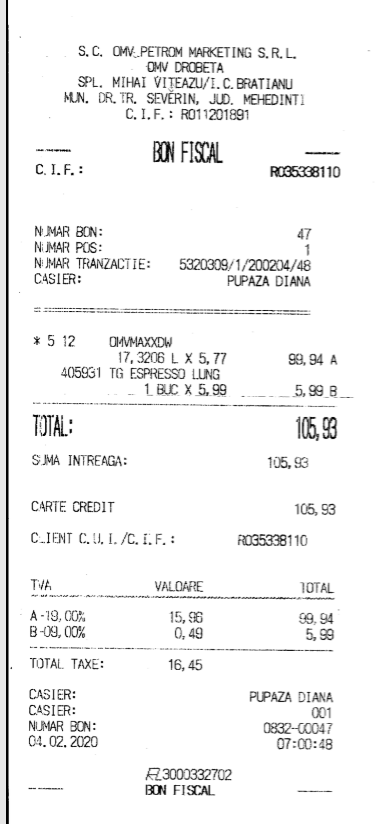 S.C. OMV PETROM MARKETING S.R.L.
OMV DROBETA
SPL. MIHAI VITEAZU/I.C.BRATIANU
MUN. DR.TR. SEVERIN, JUD. MEHEDINTI
C.I.F.: RO11201891
BON FISCAL
C.I.F.: RO35338110
NUMAR BON: 47
NUMAR POS: 1
NUMAR TRANZACTIE: 5320309/1/200204/48
CASIER: PUPAZA DIANA
* 5 12 OMVMAXXDW
17,3206 L X 5,77 99,94 A
405931 TG ESPRESSO LUNG
1 BUC X 5,99 5,99 B
TOTAL: 105,93
SUMA INTREAGA: 105,93
CARTE CREDIT 105,93
CLIENT C.U.I./C.I.F.: RO35338110
TVA VALOARE TOTAL
A-19,00% 15,96 99,94
B-09,00% 0,49 5,99
TOTAL TAXE: 16,45
CASIER: PUPAZA DIANA
CASIER: 001
NUMAR BON: 0832-00047
04.02.2020 07:00:48
3000332702
BON FISCAL